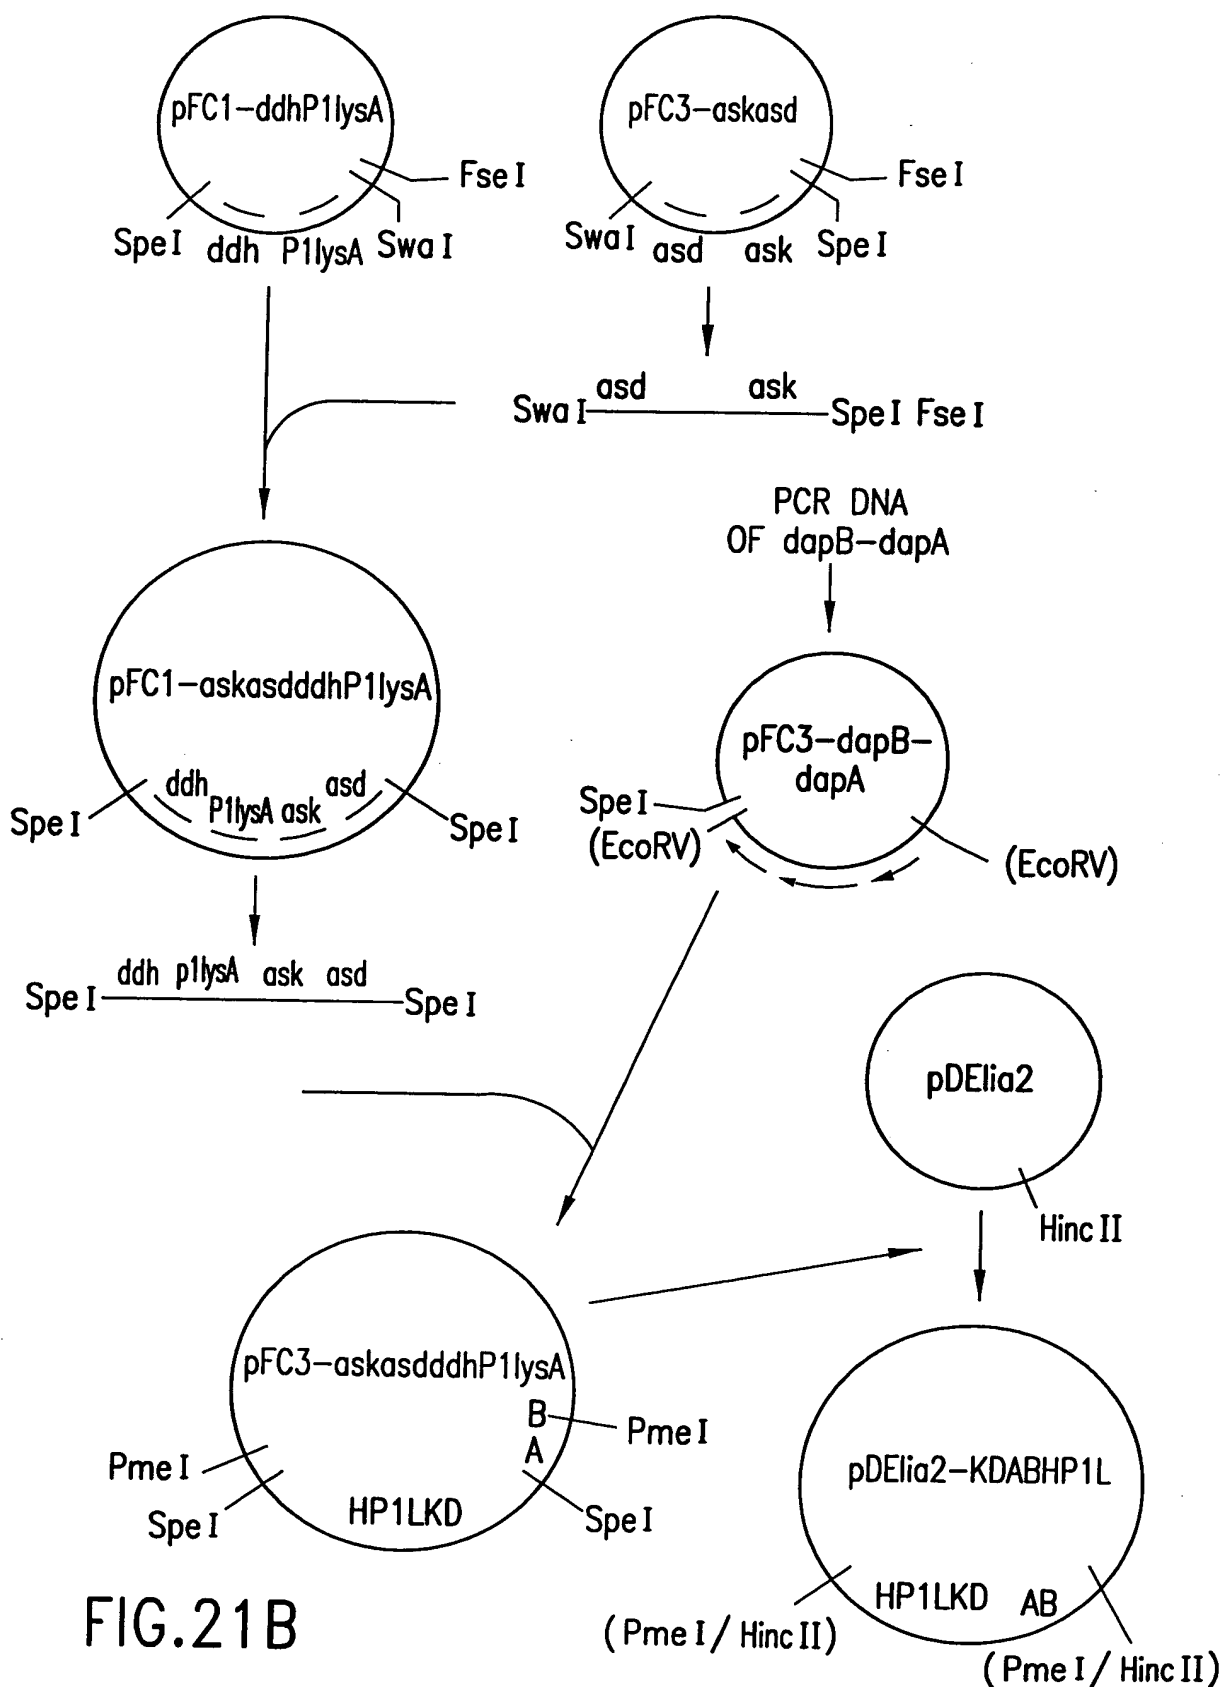 pFC1-ddhP1lysA
Fse I
Spe I
ddh
P1lysA
Swa I
pFC3-askasd
Fse I
Swa I
asd
ask
Spe I
asd
ask
Swa I
Spe I Fse I
PCR DNA
OF dapB-dapA
pFC1-askasdddhP1lysA
ddh
P1lysA
ask
asd
Spe I
Spe I
pFC3-dapB-
dapA
Spe I
(EcoRV)
(EcoRV)
ddh
p1lysA
ask
asd
Spe I
Spe I
pDElia2
Hinc II
pFC3-askasdddhP1lysA
B
Pme I
A
Pme I
Spe I
HP1LKD
Spe I
pDElia2-KDABHP1L
HP1LKD
AB
(Pme I / Hinc II)
(Pme I / Hinc II)
FIG.21B